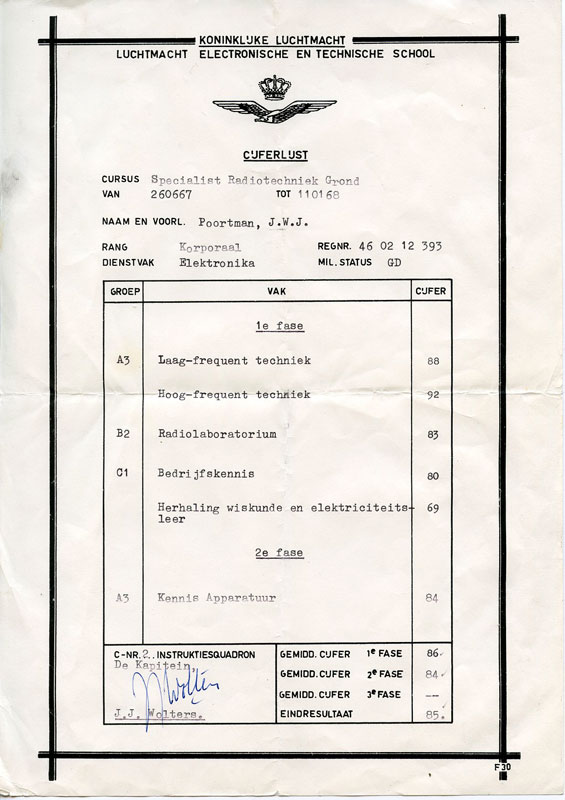 KONINKLIJKE LUCHTMACHT
LUCHTMACHT ELECTRONISCHE EN TECHNISCHE SCHOOL
CIJFERLIJST
CURSUS Specialist Radiotechniek Grond
VAN 260667 TOT 110168
NAAM EN VOORL. Poortman, J.W.J.
RANG Korporaal REGNR. 46 02 12 393
DIENSTVAK Elektronika MIL. STATUS GD
GROEP VAK CIJFER
1e fase
A3 Laag-frequent techniek 88
Hoog-frequent techniek 92
B2 Radiolaboratorium 83
C1 Bedrijfskennis 80
Herhaling wiskunde en elektriciteits- 69
leer
2e fase
A3 Kennis Apparatuur 84
C-NR. 2. INSTRUKTIESQUADRON
De Kapitein,
J.J. Wolters.
GEMIDD. CIJFER 1e FASE 86
GEMIDD. CIJFER 2e FASE 84
GEMIDD. CIJFER 3e FASE ---
EINDRESULTAAT 85.
F 30